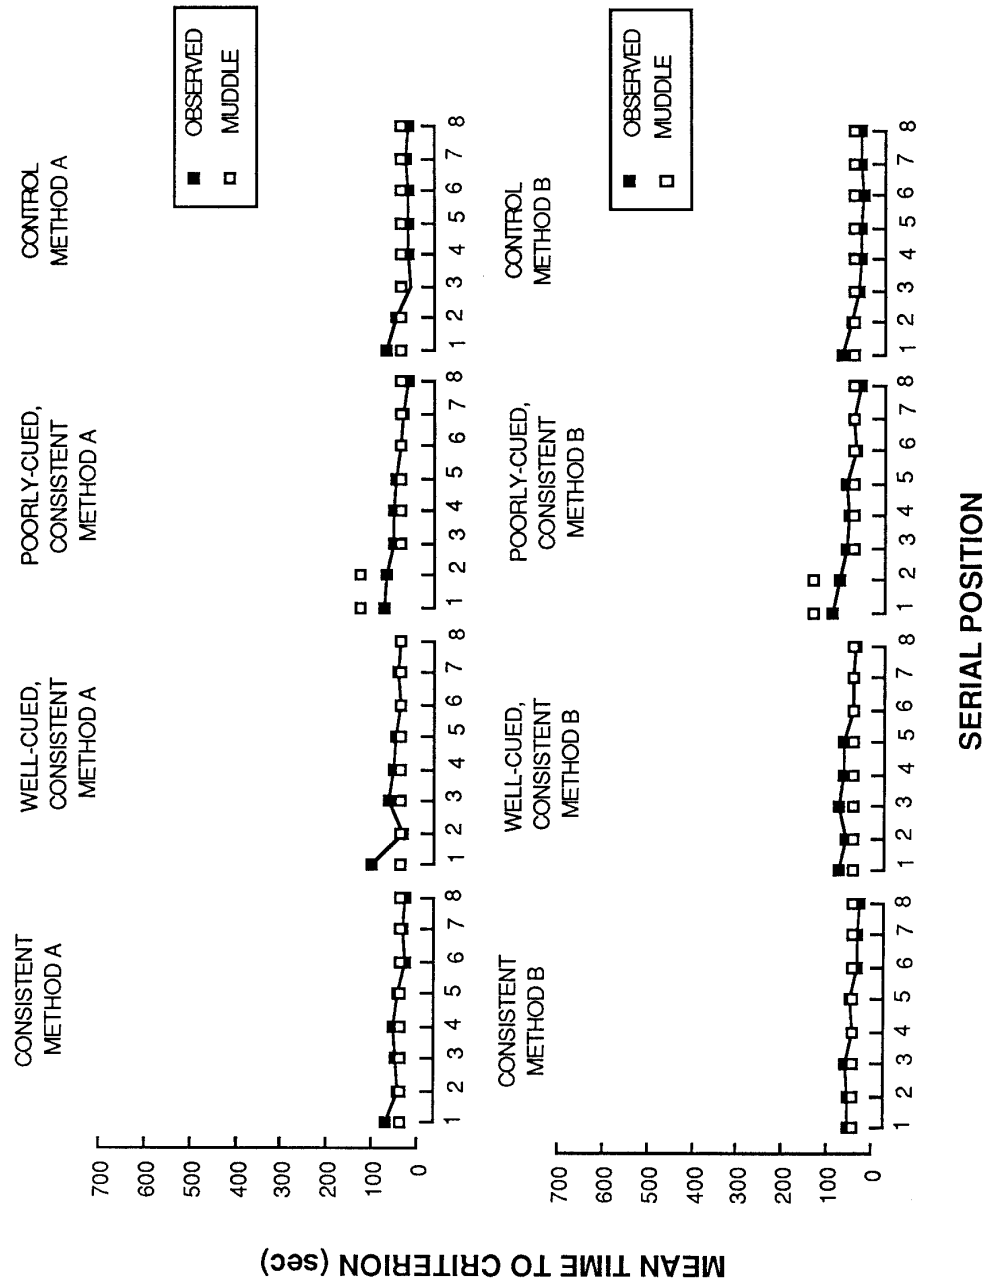 MEAN TIME TO CRITERION (sec)
700
600
500
400
300
200
100
0
CONSISTENT
METHOD A
1 2 3 4 5 6 7 8
WELL-CUED,
CONSISTENT
METHOD A
1 2 3 4 5 6 7 8
POORLY-CUED,
CONSISTENT
METHOD A
1 2 3 4 5 6 7 8
CONTROL
METHOD A
1 2 3 4 5 6 7 8
OBSERVED
MUDDLE
700
600
500
400
300
200
100
0
CONSISTENT
METHOD B
1 2 3 4 5 6 7 8
WELL-CUED,
CONSISTENT
METHOD B
1 2 3 4 5 6 7 8
POORLY-CUED,
CONSISTENT
METHOD B
1 2 3 4 5 6 7 8
CONTROL
METHOD B
1 2 3 4 5 6 7 8
OBSERVED
MUDDLE
SERIAL POSITION